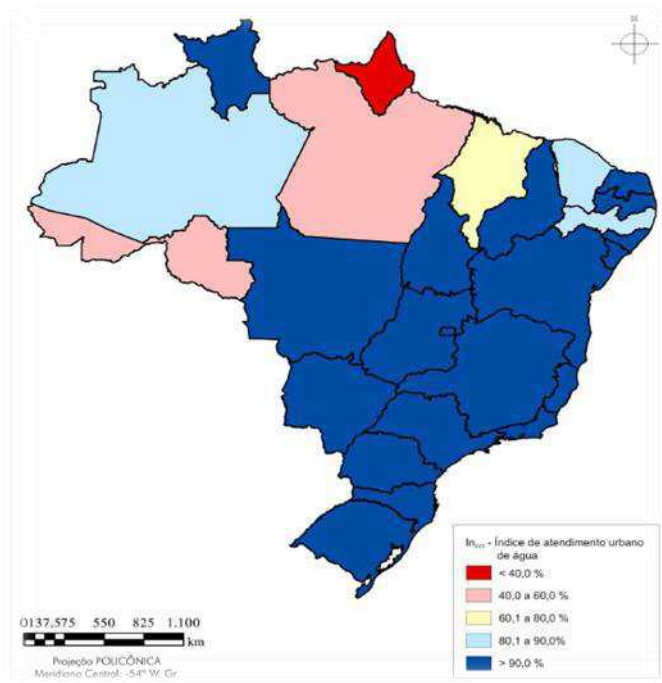 N
In₀₂₃ - Índice de atendimento urbano
de água
< 40,0 %
40,0 a 60,0 %
60,1 a 80,0 %
80,1 a 90,0%
> 90,0 %
0137,575 550 825 1.100
km
Projeção POLICÔNICA
Meridiano Central: -54º W. Gr.